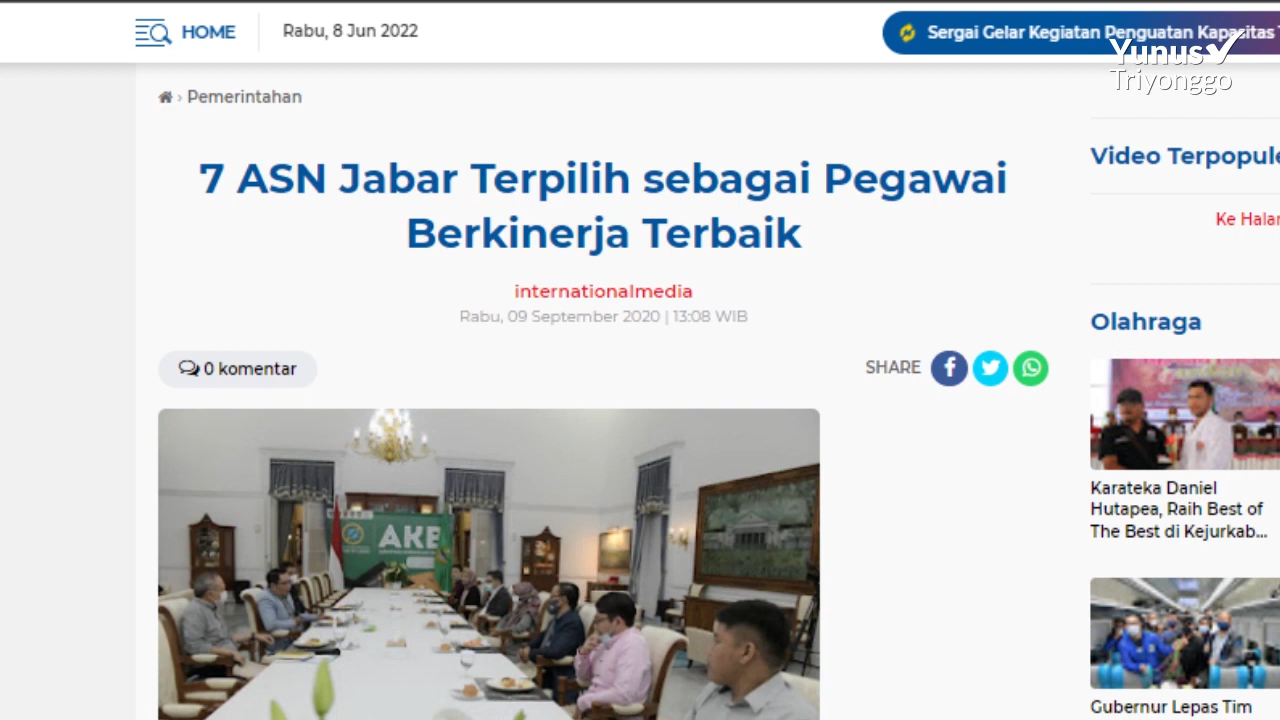 HOME
Rabu, 8 Jun 2022
Sergai Gelar Kegiatan Penguatan Kapasitas
Yunus
Triyonggo
› Pemerintahan
7 ASN Jabar Terpilih sebagai Pegawai
Berkinerja Terbaik
internationalmedia
Rabu, 09 September 2020 | 13:08 WIB
0 komentar
SHARE
AKB
Video Terpopule
Ke Halar
Olahraga
Karateka Daniel
Hutapea, Raih Best of
The Best di Kejurkab...
Gubernur Lepas Tim